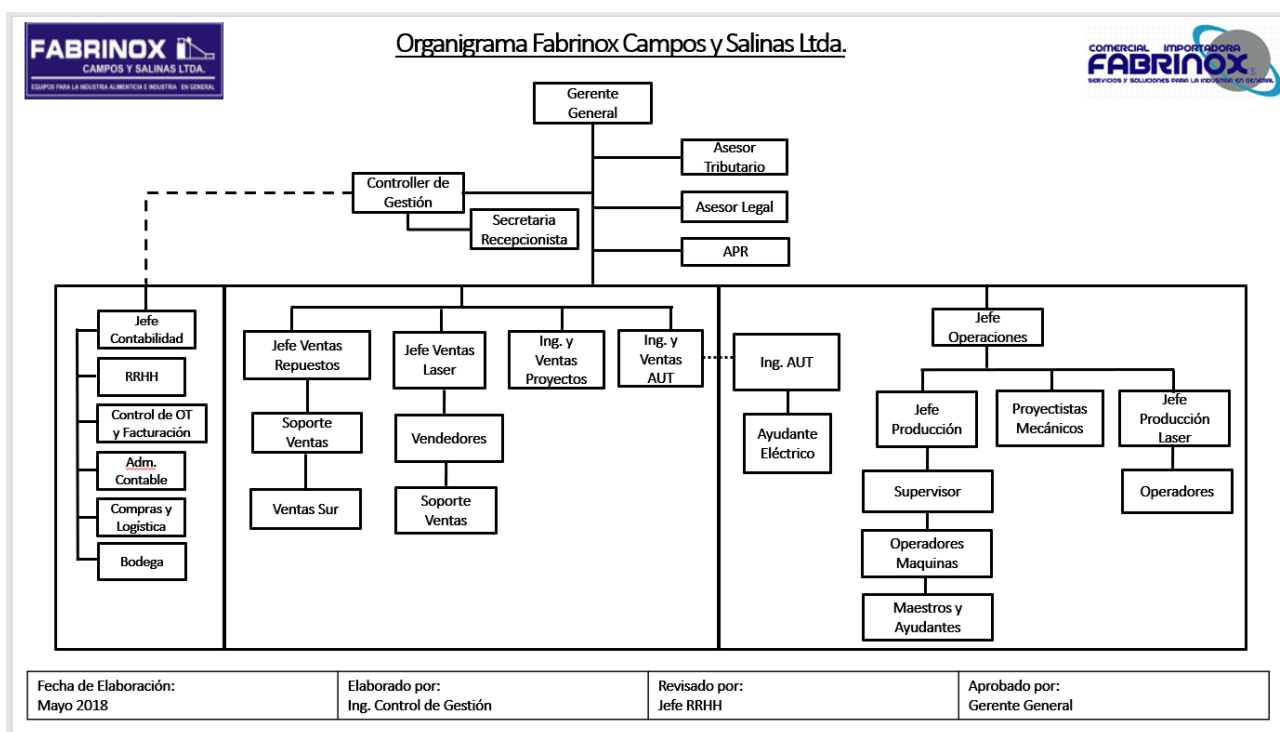 FABRINOX
CAMPOS Y SALINAS LTDA.
EQUIPOS PARA LA INDUSTRIA ALIMENTICIA E INDUSTRIA EN GENERAL
Organigrama Fabrinox Campos y Salinas Ltda.
COMERCIAL IMPORTADORA
FABRINOX
SERVICIOS Y SOLUCIONES PARA LA INDUSTRIA EN GENERAL
Gerente
General
Asesor
Tributario
Controller de
Gestión
Asesor Legal
Secretaria
Recepcionista
APR
Jefe
Contabilidad
RRHH
Control de OT
y Facturación
Adm.
Contable
Compras y
Logística
Bodega
Jefe Ventas
Repuestos
Soporte
Ventas
Ventas Sur
Jefe Ventas
Laser
Vendedores
Soporte
Ventas
Ing. y
Ventas
Proyectos
Ing. y
Ventas
AUT
Ing. AUT
Ayudante
Eléctrico
Jefe
Operaciones
Jefe
Producción
Supervisor
Operadores
Maquinas
Maestros y
Ayudantes
Proyectistas
Mecánicos
Jefe
Producción
Laser
Operadores
Fecha de Elaboración:
Mayo 2018
Elaborado por:
Ing. Control de Gestión
Revisado por:
Jefe RRHH
Aprobado por:
Gerente General